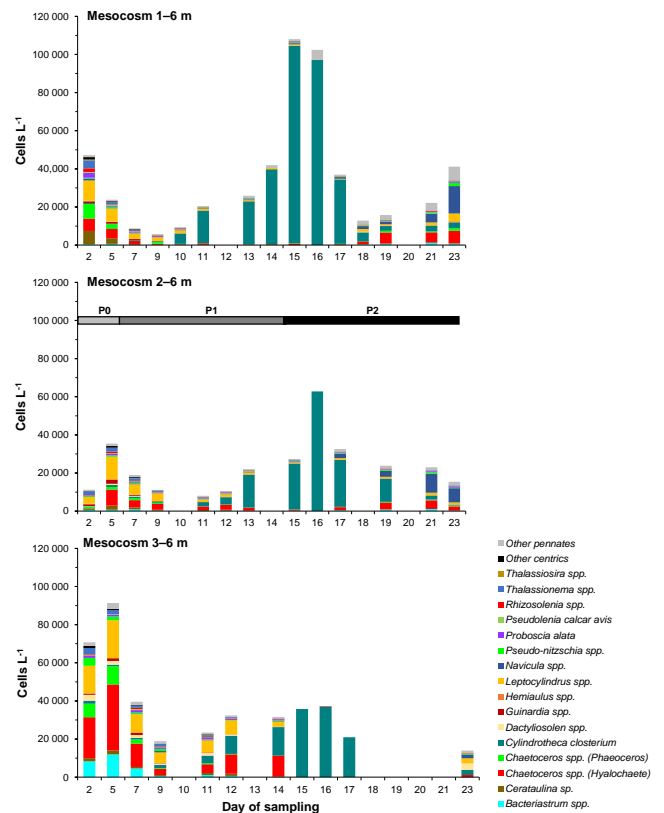 Mesocosm 1–6 m
120 000
100 000
80 000
60 000
40 000
20 000
0
Cells L-1
2 5 7 9 10 11 12 13 14 15 16 17 18 19 20 21 23
Mesocosm 2–6 m
120 000
100 000
80 000
60 000
40 000
20 000
0
Cells L-1
P0 P1 P2
2 5 7 9 10 11 12 13 14 15 16 17 18 19 20 21 23
Mesocosm 3–6 m
120 000
100 000
80 000
60 000
40 000
20 000
0
Cells L-1
2 5 7 9 10 11 12 13 14 15 16 17 18 19 20 21 23
Day of sampling
Other pennates
Other centrics
Thalassiosira spp.
Thalassionema spp.
Rhizosolenia spp.
Pseudolenia calcar avis
Proboscia alata
Pseudo-nitzschia spp.
Navicula spp.
Leptocylindrus spp.
Hemiaulus spp.
Guinardia spp.
Dactyliosolen spp.
Cylindrotheca closterium
Chaetoceros spp. (Phaeoceros)
Chaetoceros spp. (Hyalochaete)
Cerataulina sp.
Bacteriastrum spp.